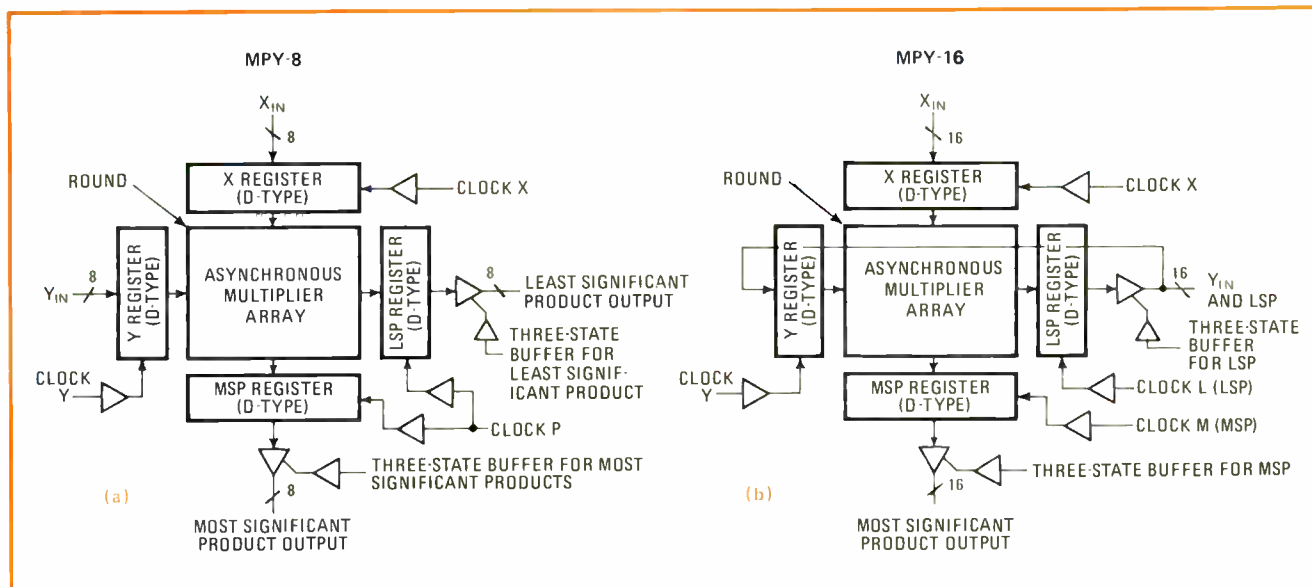 MPY-8
X IN
8
X REGISTER
(D-TYPE)
CLOCK X
ROUND
Y IN
8
Y REGISTER
(D-TYPE)
ASYNCHRONOUS
MULTIPLIER
ARRAY
LSP REGISTER
(D-TYPE)
8
LEAST SIGNIFICANT
PRODUCT OUTPUT
THREE-STATE
BUFFER FOR
LEAST SIGNIF-
ICANT PRODUCT
CLOCK
Y
MSP REGISTER
(D-TYPE)
CLOCK P
THREE-STATE BUFFER FOR MOST
SIGNIFICANT PRODUCTS
(a)
8
MOST SIGNIFICANT
PRODUCT OUTPUT
MPY-16
X IN
16
X REGISTER
(D-TYPE)
CLOCK X
ROUND
Y REGISTER
(D-TYPE)
ASYNCHRONOUS
MULTIPLIER
ARRAY
LSP REGISTER
(D-TYPE)
16
Y IN
AND LSP
THREE-STATE
BUFFER
FOR LSP
CLOCK
Y
CLOCK L (LSP)
MSP REGISTER
(D-TYPE)
CLOCK M (MSP)
THREE-STATE BUFFER FOR MSP
(b)
16
MOST SIGNIFICANT
PRODUCT OUTPUT